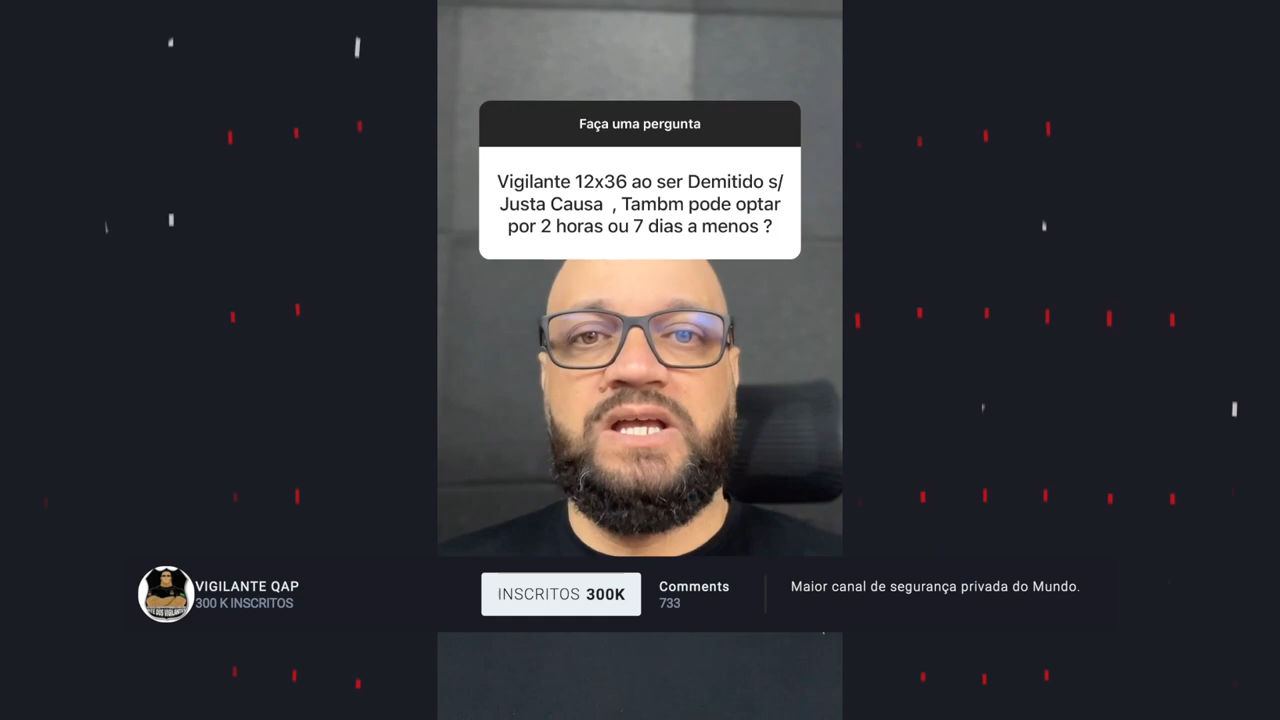 Faça uma pergunta
Vigilante 12x36 ao ser Demitido s/
Justa Causa , Tambm pode optar
por 2 horas ou 7 dias a menos ?
VIGILANTE QAP
300 K INSCRITOS
INSCRITOS 300K
Comments
733
Maior canal de segurança privada do Mundo.